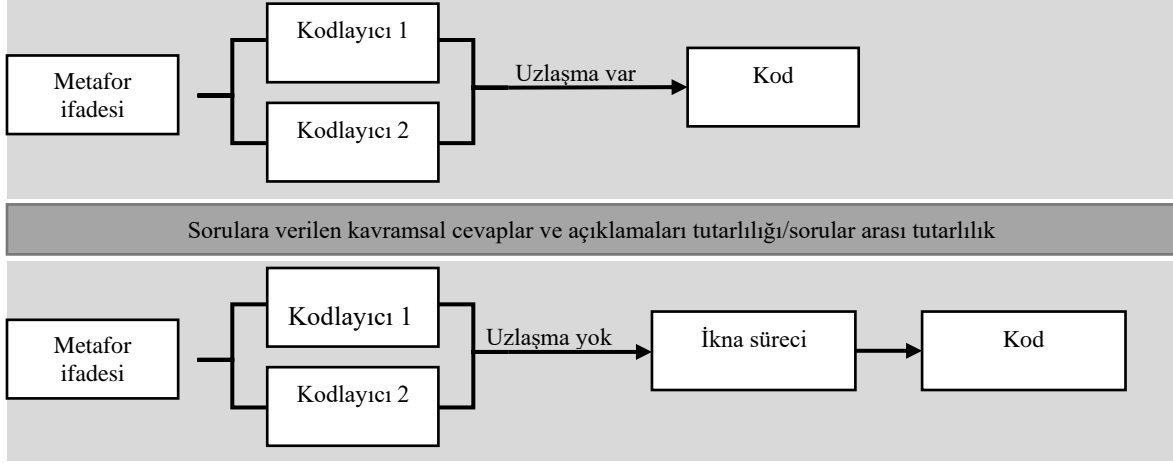 Metafor
ifadesi
Kodlayıcı 1
Kodlayıcı 2
Uzlaşma var
Kod
Sorulara verilen kavramsal cevaplar ve açıklamaları tutarlılığı/sorular arası tutarlılık
Metafor
ifadesi
Kodlayıcı 1
Kodlayıcı 2
Uzlaşma yok
İkna süreci
Kod